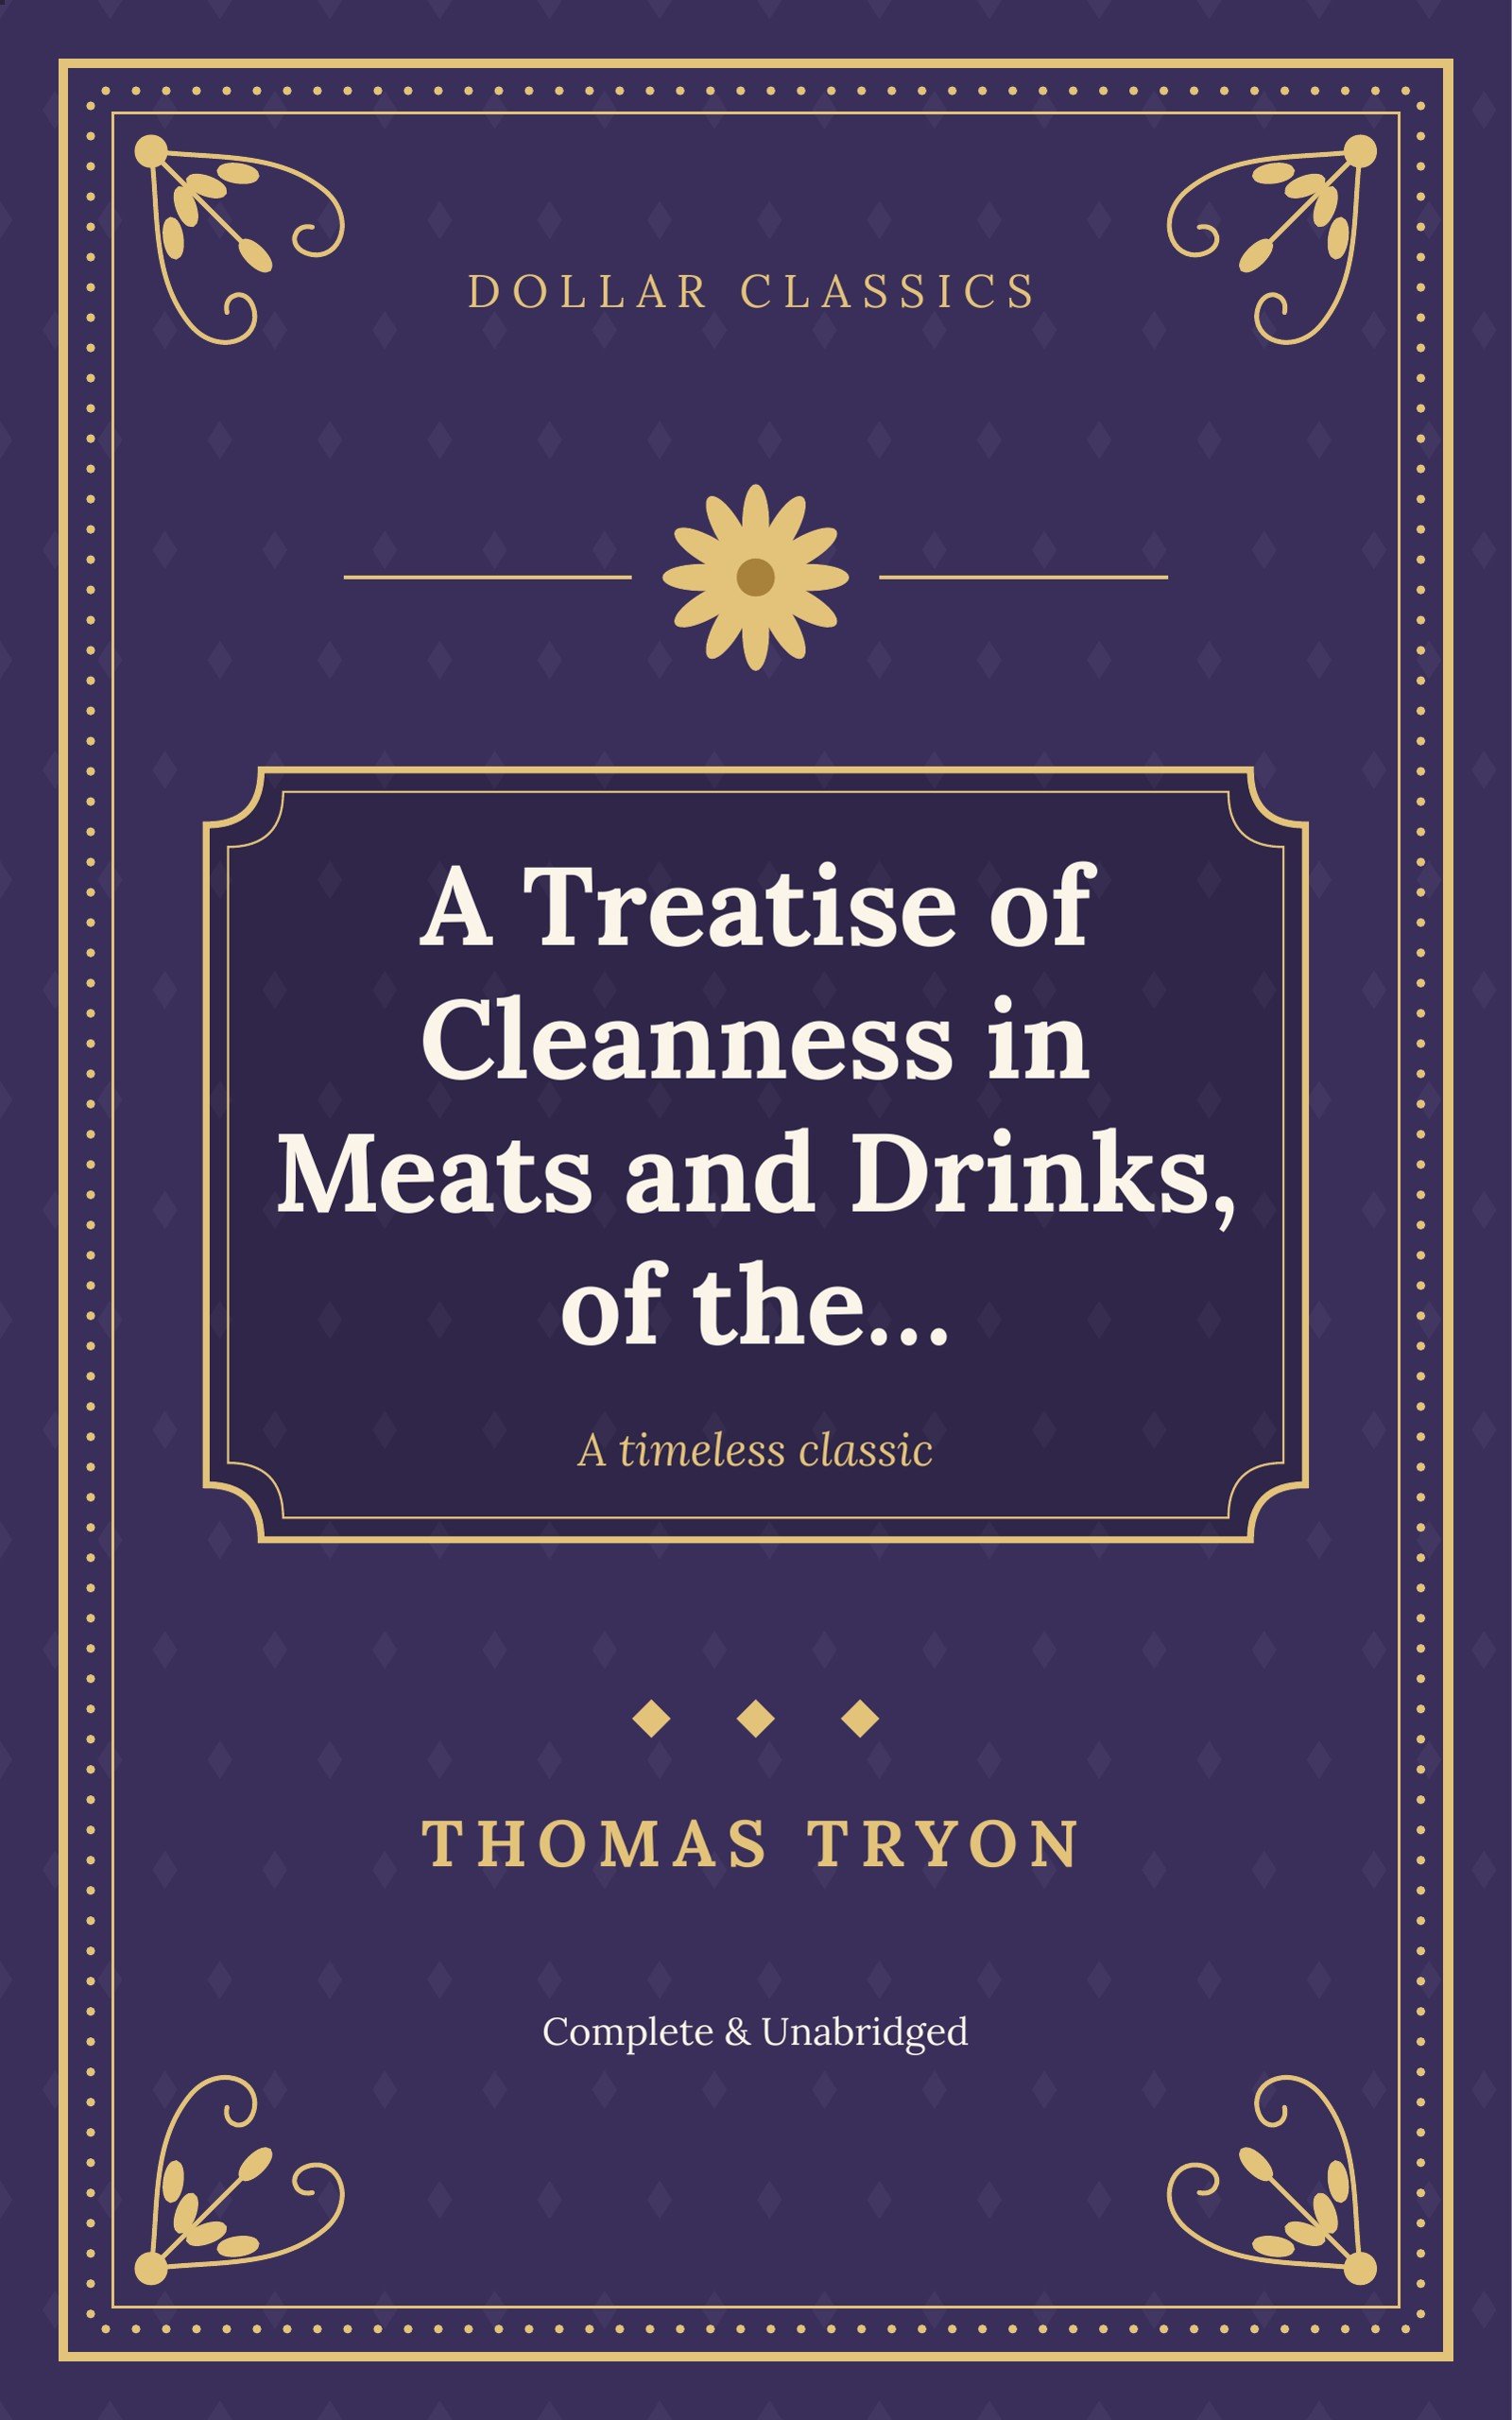 DOLLAR CLASSICS
A Treatise of
Cleanness in
Meats and Drinks,
of the...
A timeless classic
THOMAS TRYON
Complete & Unabridged